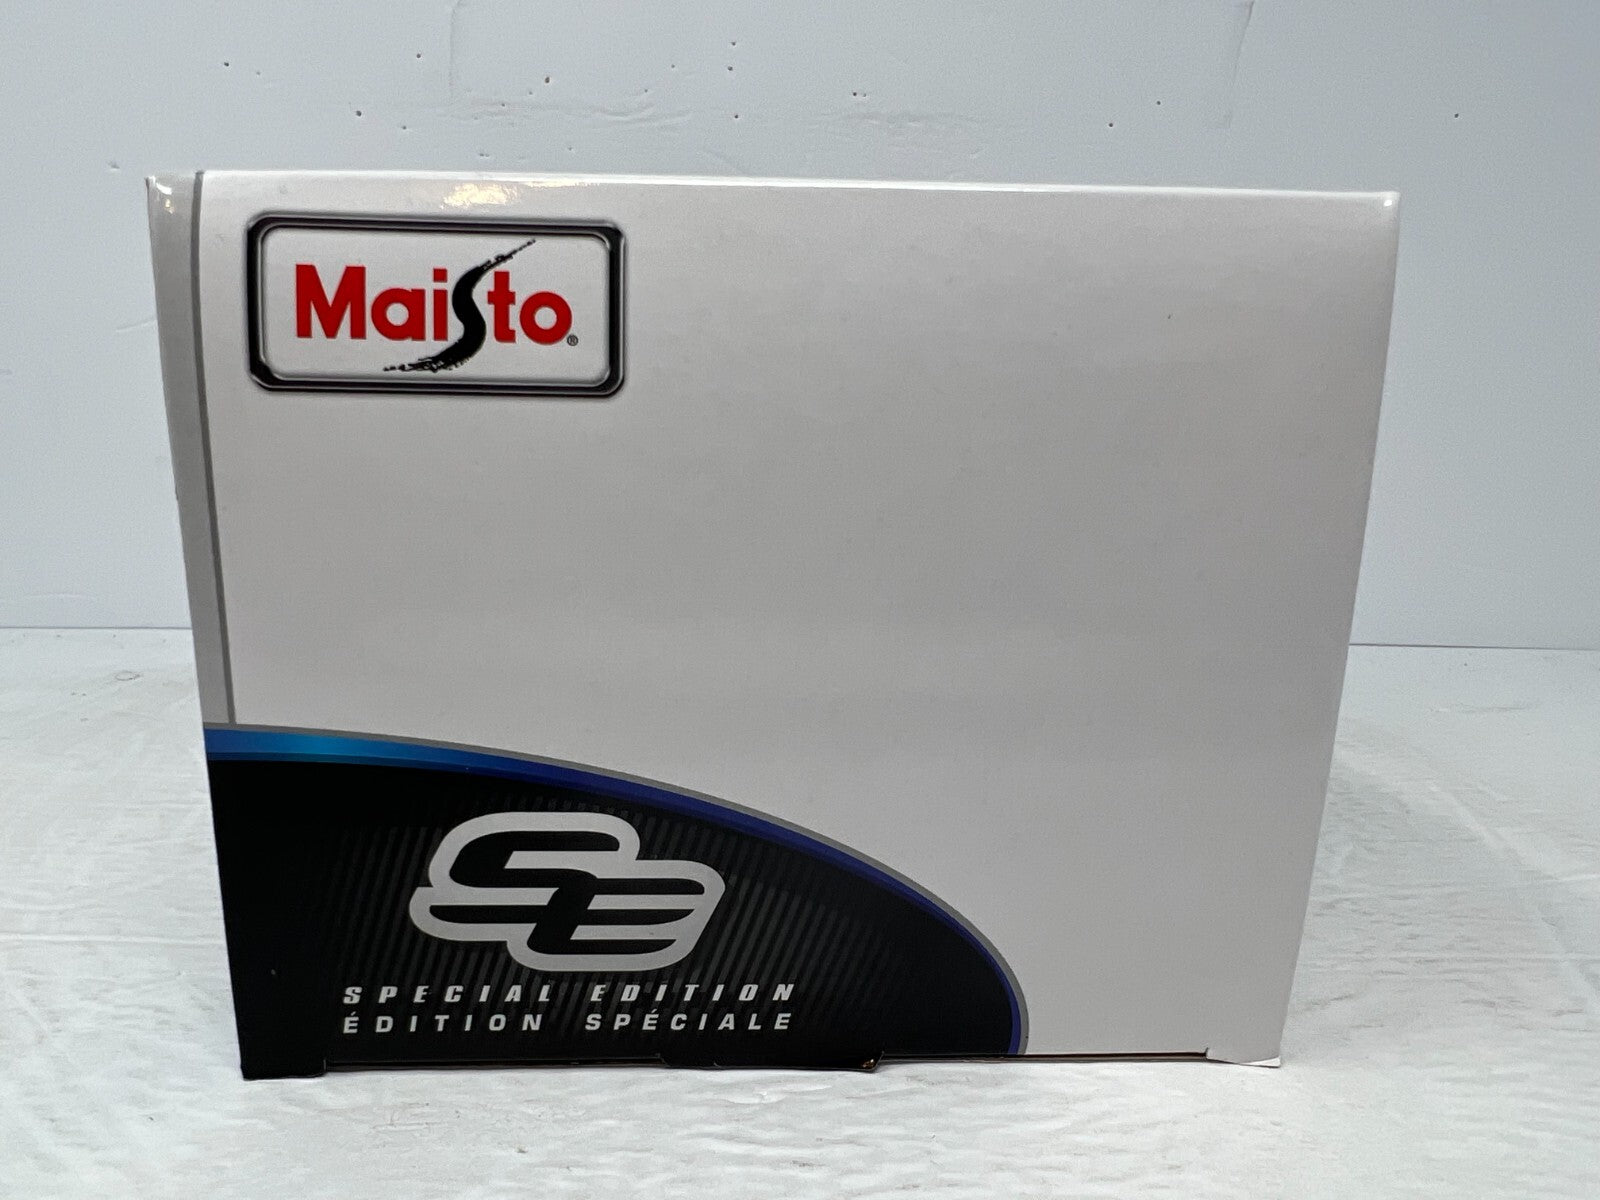 Maisto®
SE
SPECIAL EDITION
ÉDITION SPÉCIALE